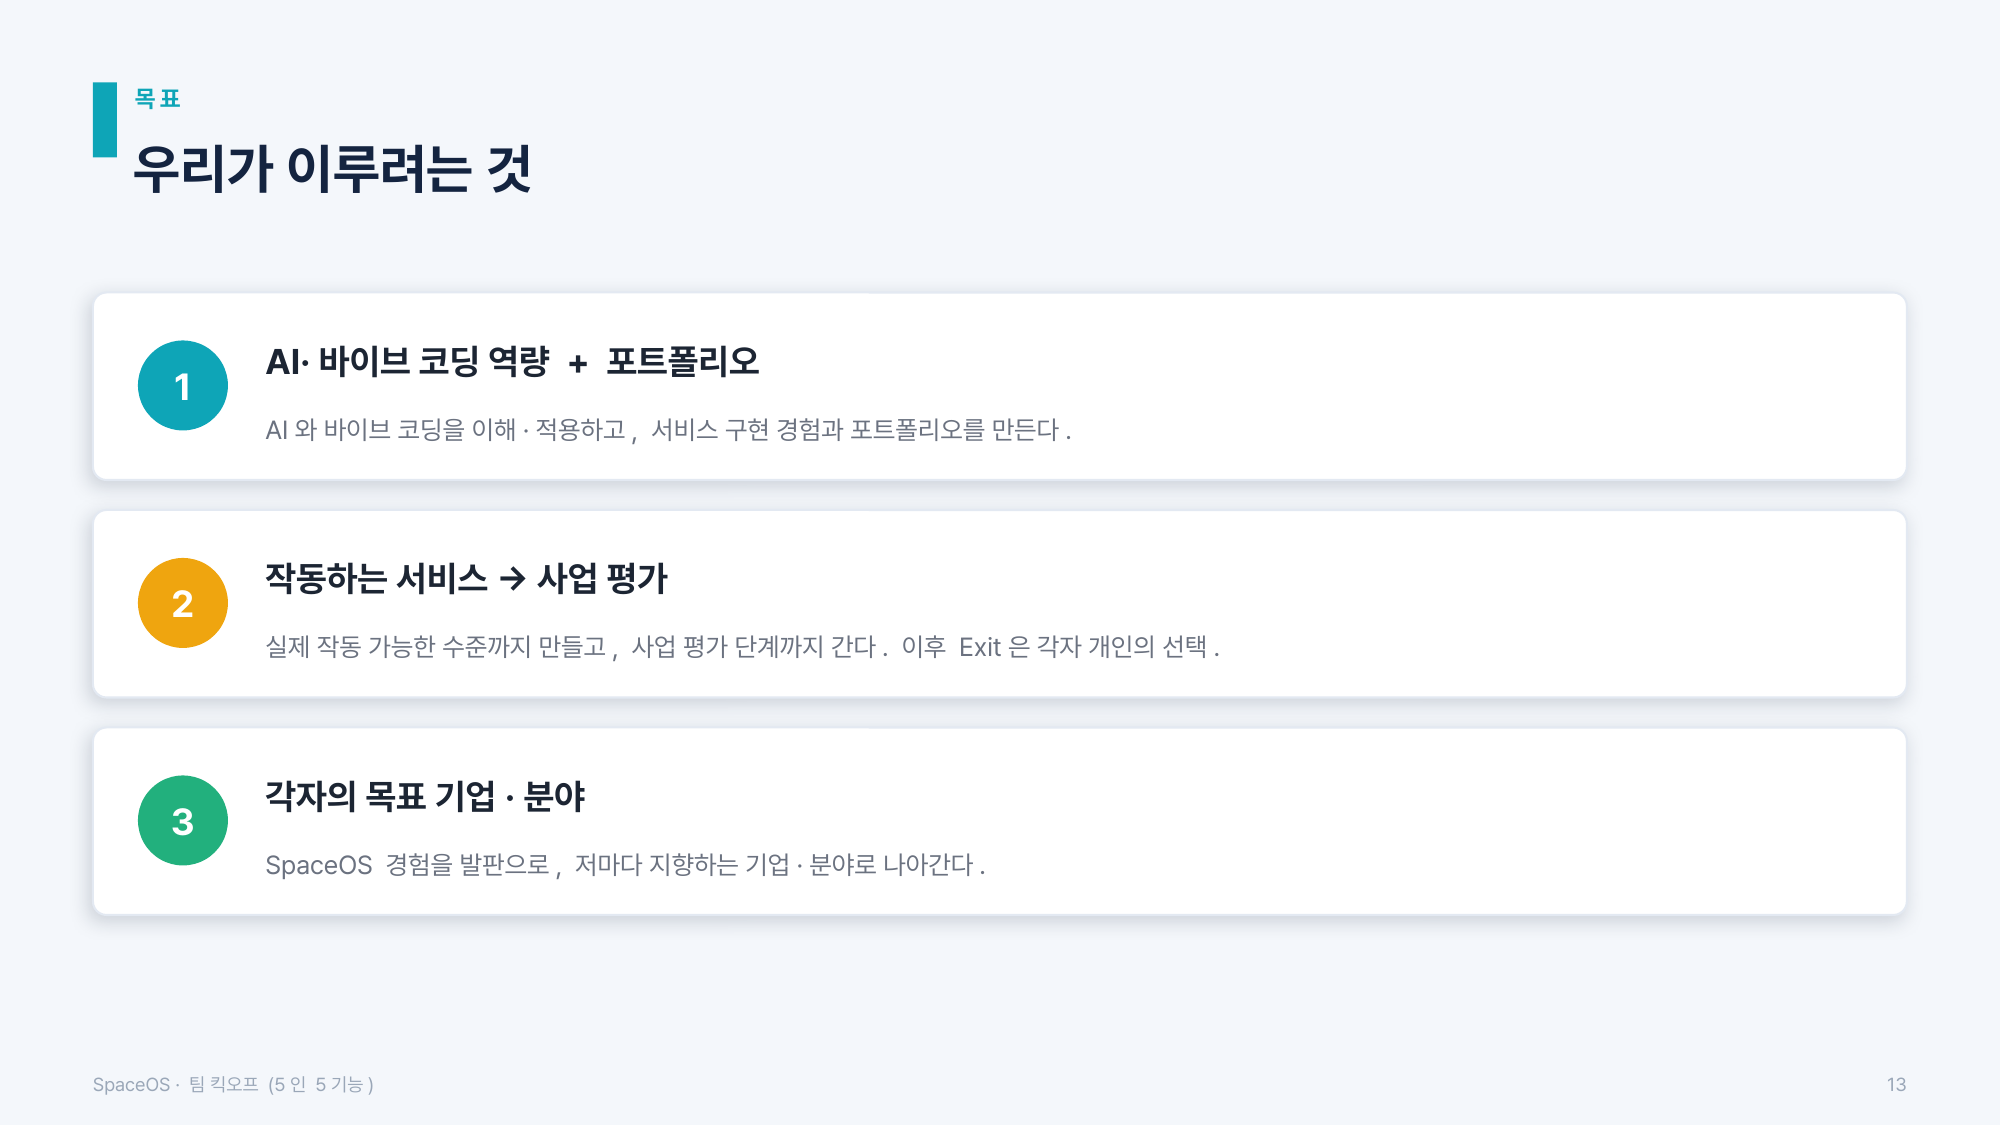 목표
우리가 이루려는 것
1
AI· 바이브 코딩 역량 + 포트폴리오
AI 와 바이브 코딩을 이해 · 적용하고 , 서비스 구현 경험과 포트폴리오를 만든다 .
2
작동하는 서비스 → 사업 평가
실제 작동 가능한 수준까지 만들고 , 사업 평가 단계까지 간다 . 이후 Exit 은 각자 개인의 선택 .
3
각자의 목표 기업 · 분야
SpaceOS 경험을 발판으로 , 저마다 지향하는 기업 · 분야로 나아간다 .
SpaceOS · 팀 킥오프 (5 인 5 기능 )
13